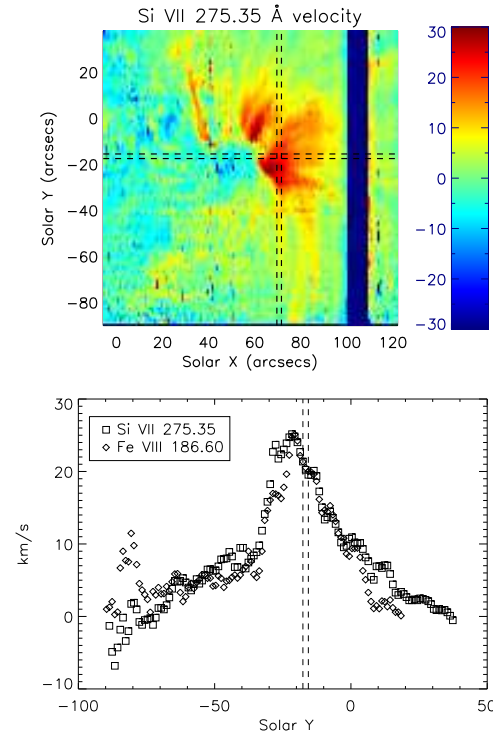 Si VII 275.35 Å velocity
20
0
−20
−40
−60
−80
Solar Y (arcsecs)
0 20 40 60 80 100 120
Solar X (arcsecs)
30
20
10
0
−10
−20
−30
30
20
10
0
−10
km/s
Si VII 275.35
Fe VIII 186.60
−100 −50 0 50
Solar Y